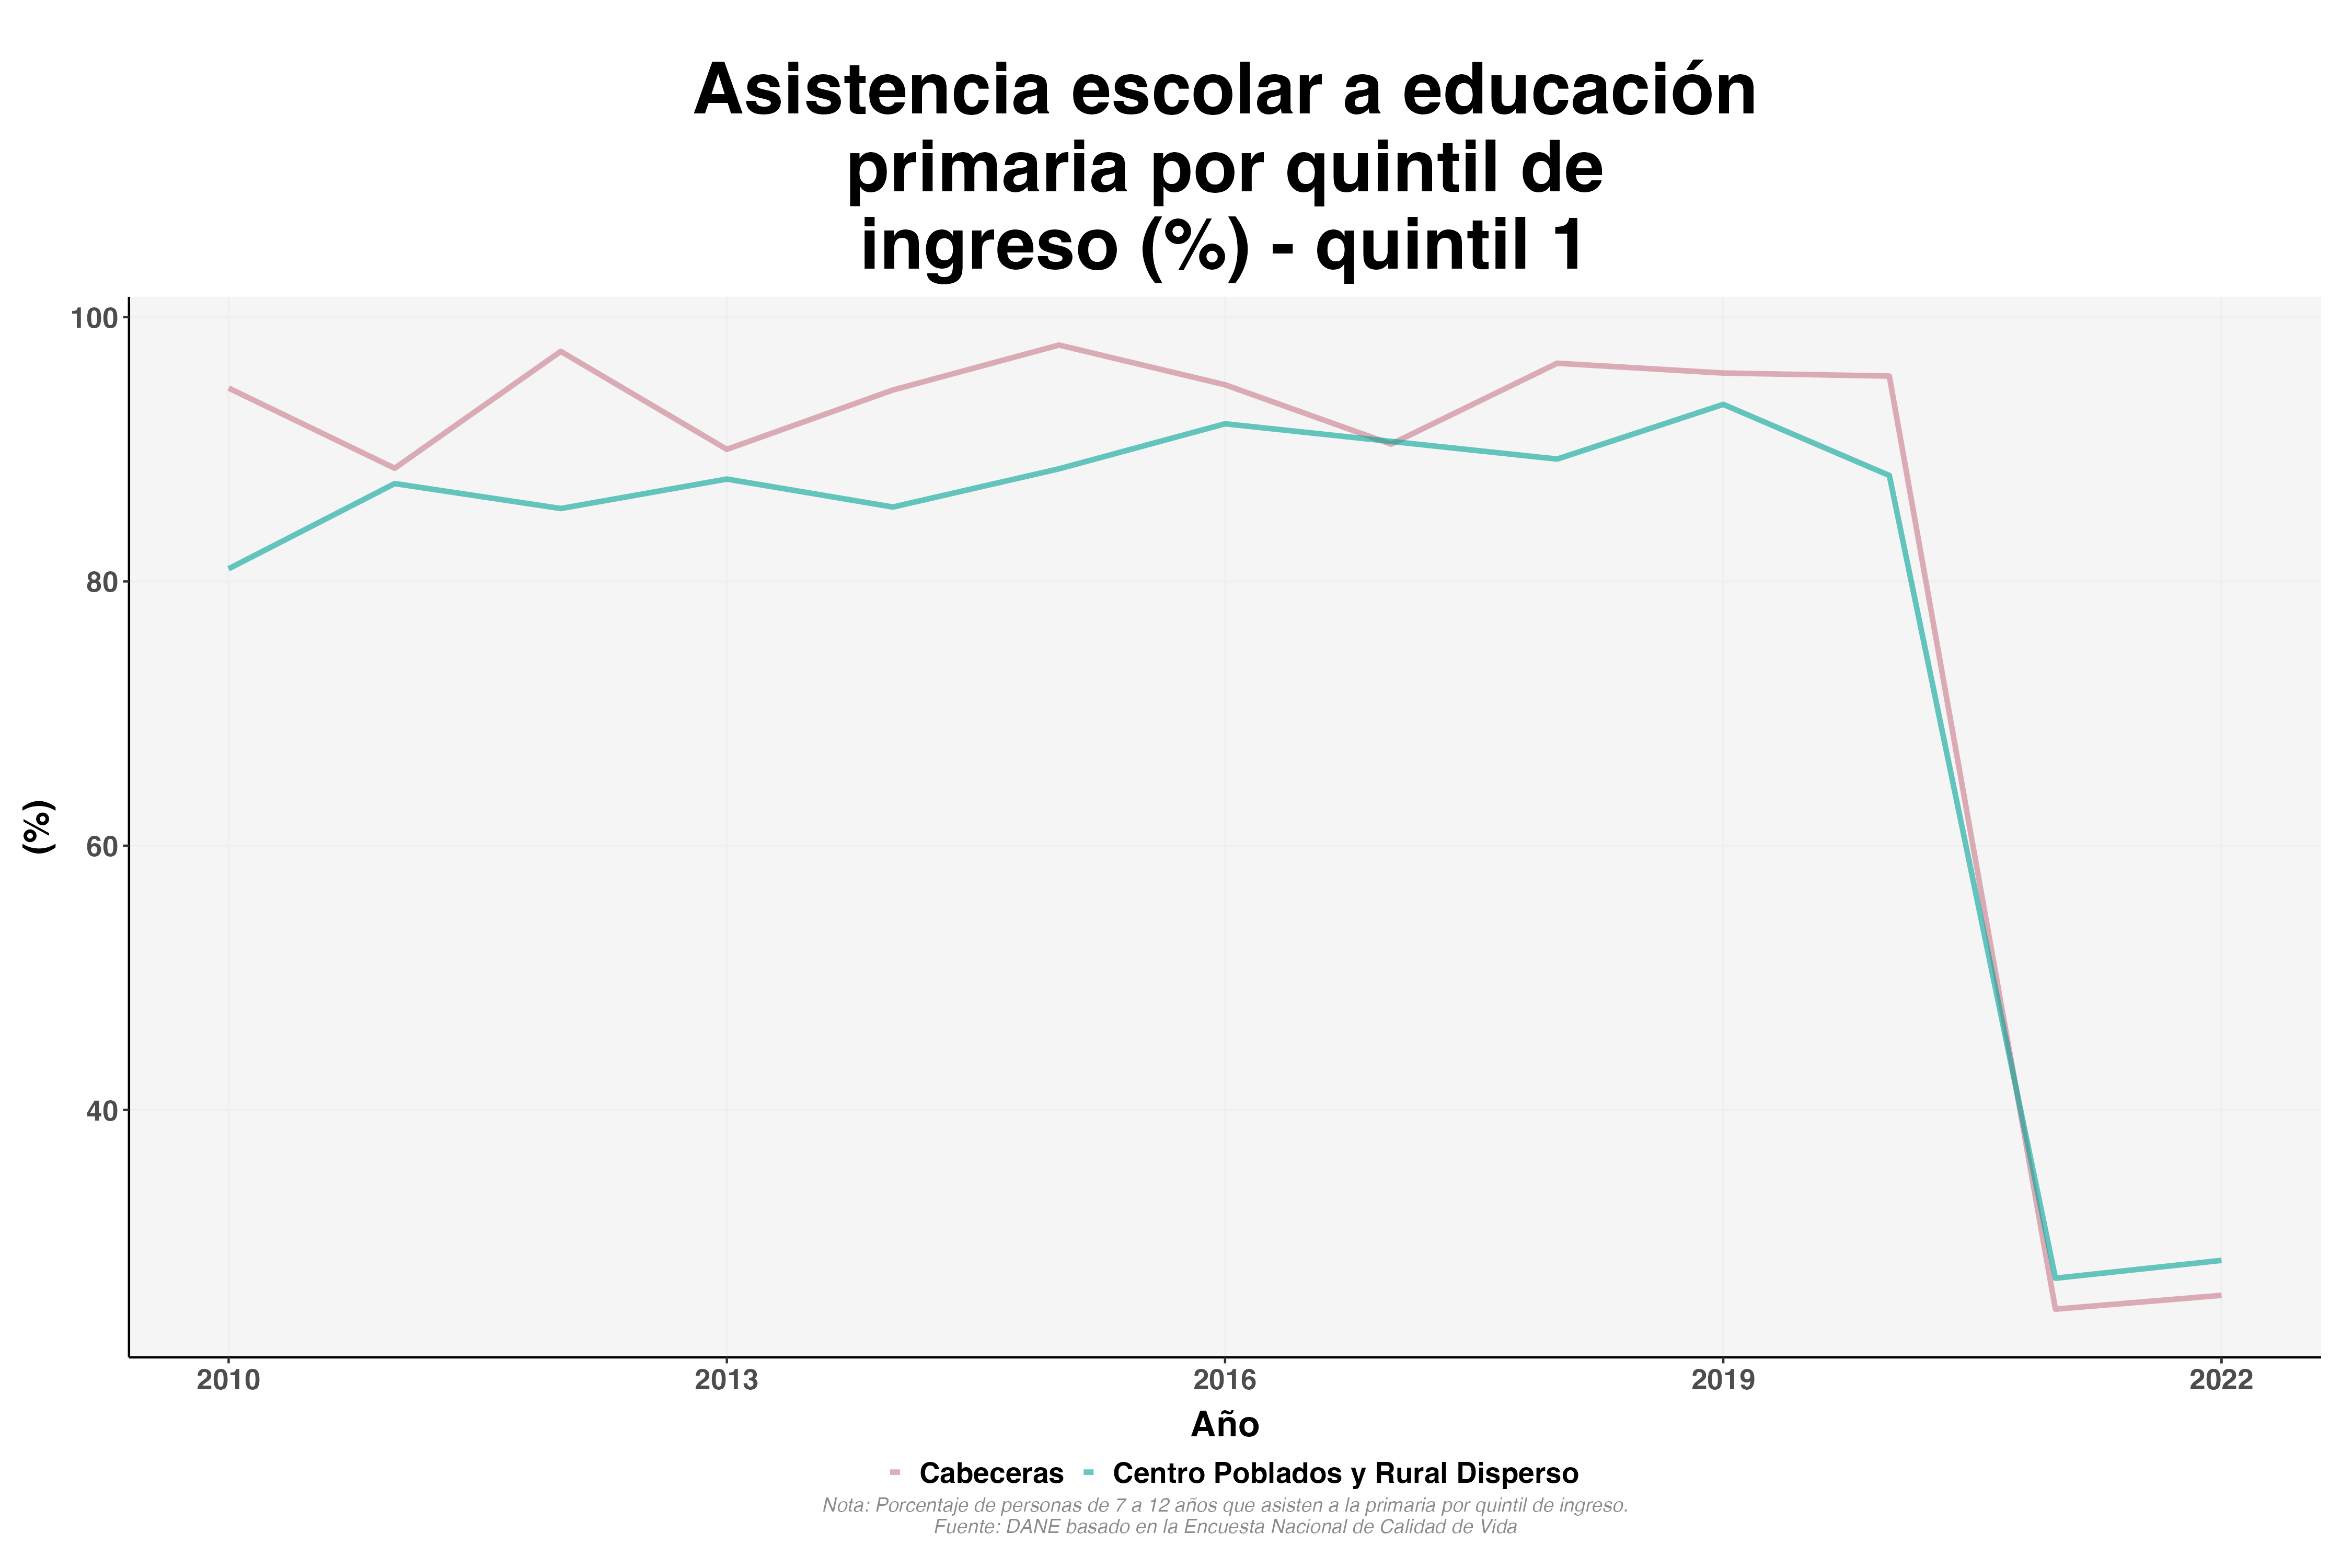 Asistencia escolar a educación
primaria por quintil de
ingreso (%) - quintil 1
100
80
60
40
(%)
2010 2013 2016 2019 2022
Año
Cabeceras Centro Poblados y Rural Disperso
Nota: Porcentaje de personas de 7 a 12 años que asisten a la primaria por quintil de ingreso.
Fuente: DANE basado en la Encuesta Nacional de Calidad de Vida